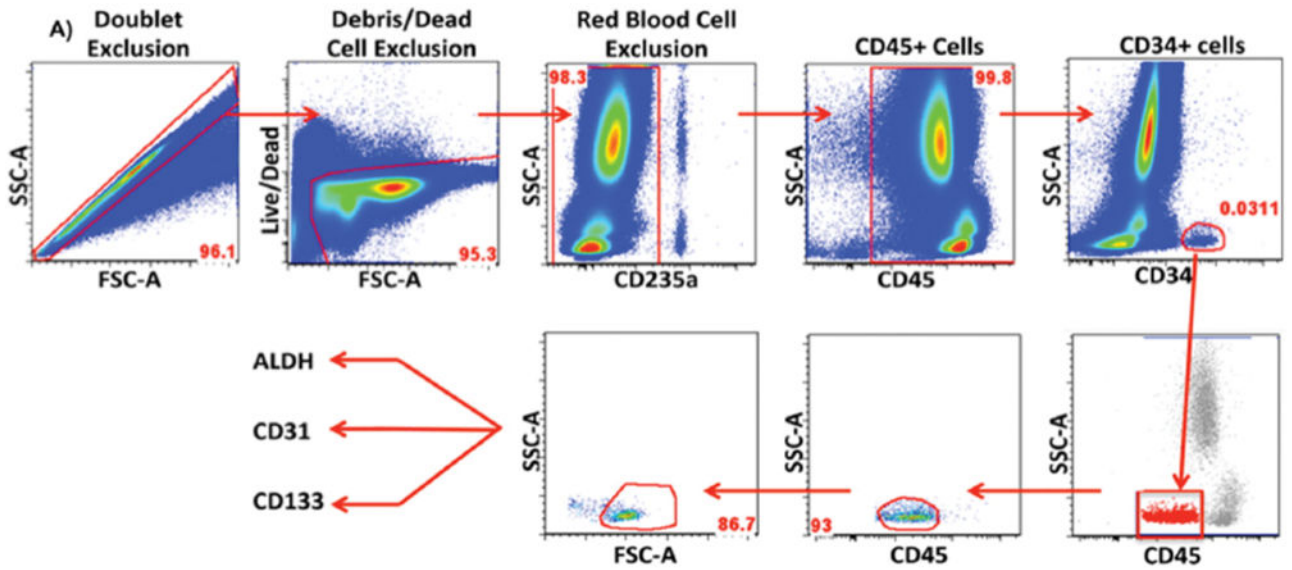 A)
Doublet
Exclusion
Debris/Dead
Cell Exclusion
Red Blood Cell
Exclusion
CD45+ Cells
CD34+ cells
SSC-A
96.1
FSC-A
Live/Dead
95.3
FSC-A
SSC-A
98.3
CD235a
SSC-A
99.8
CD45
SSC-A
0.0311
CD34
ALDH
CD31
CD133
SSC-A
86.7
FSC-A
SSC-A
93
CD45
SSC-A
CD45